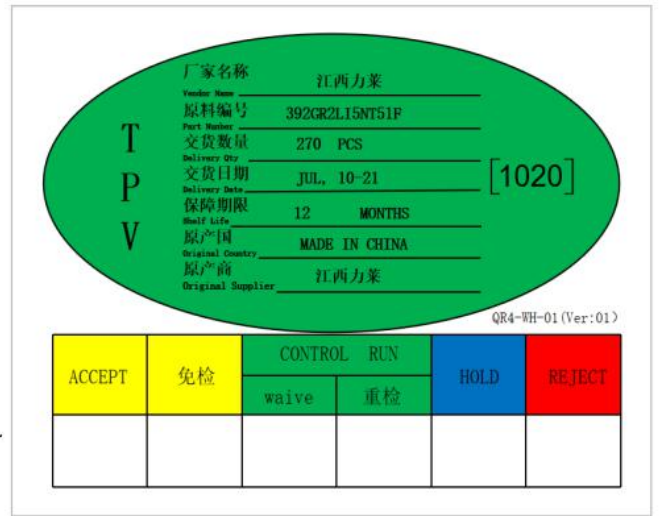 TPV
厂家名称 江西力莱
Vendor Name
原料编号 392GR2LI5NT51F
Part Number
交货数量 270 PCS
Delivery Qty
交货日期 JUL, 10-21
Delivery Date
保障期限 12 MONTHS
Shelf Life
原产国 MADE IN CHINA
Original Country
原产商 江西力莱
Original Supplier
[1020]
QR4-WH-01(Ver:01)
ACCEPT 免检 CONTROL RUN HOLD REJECT
waive 重检